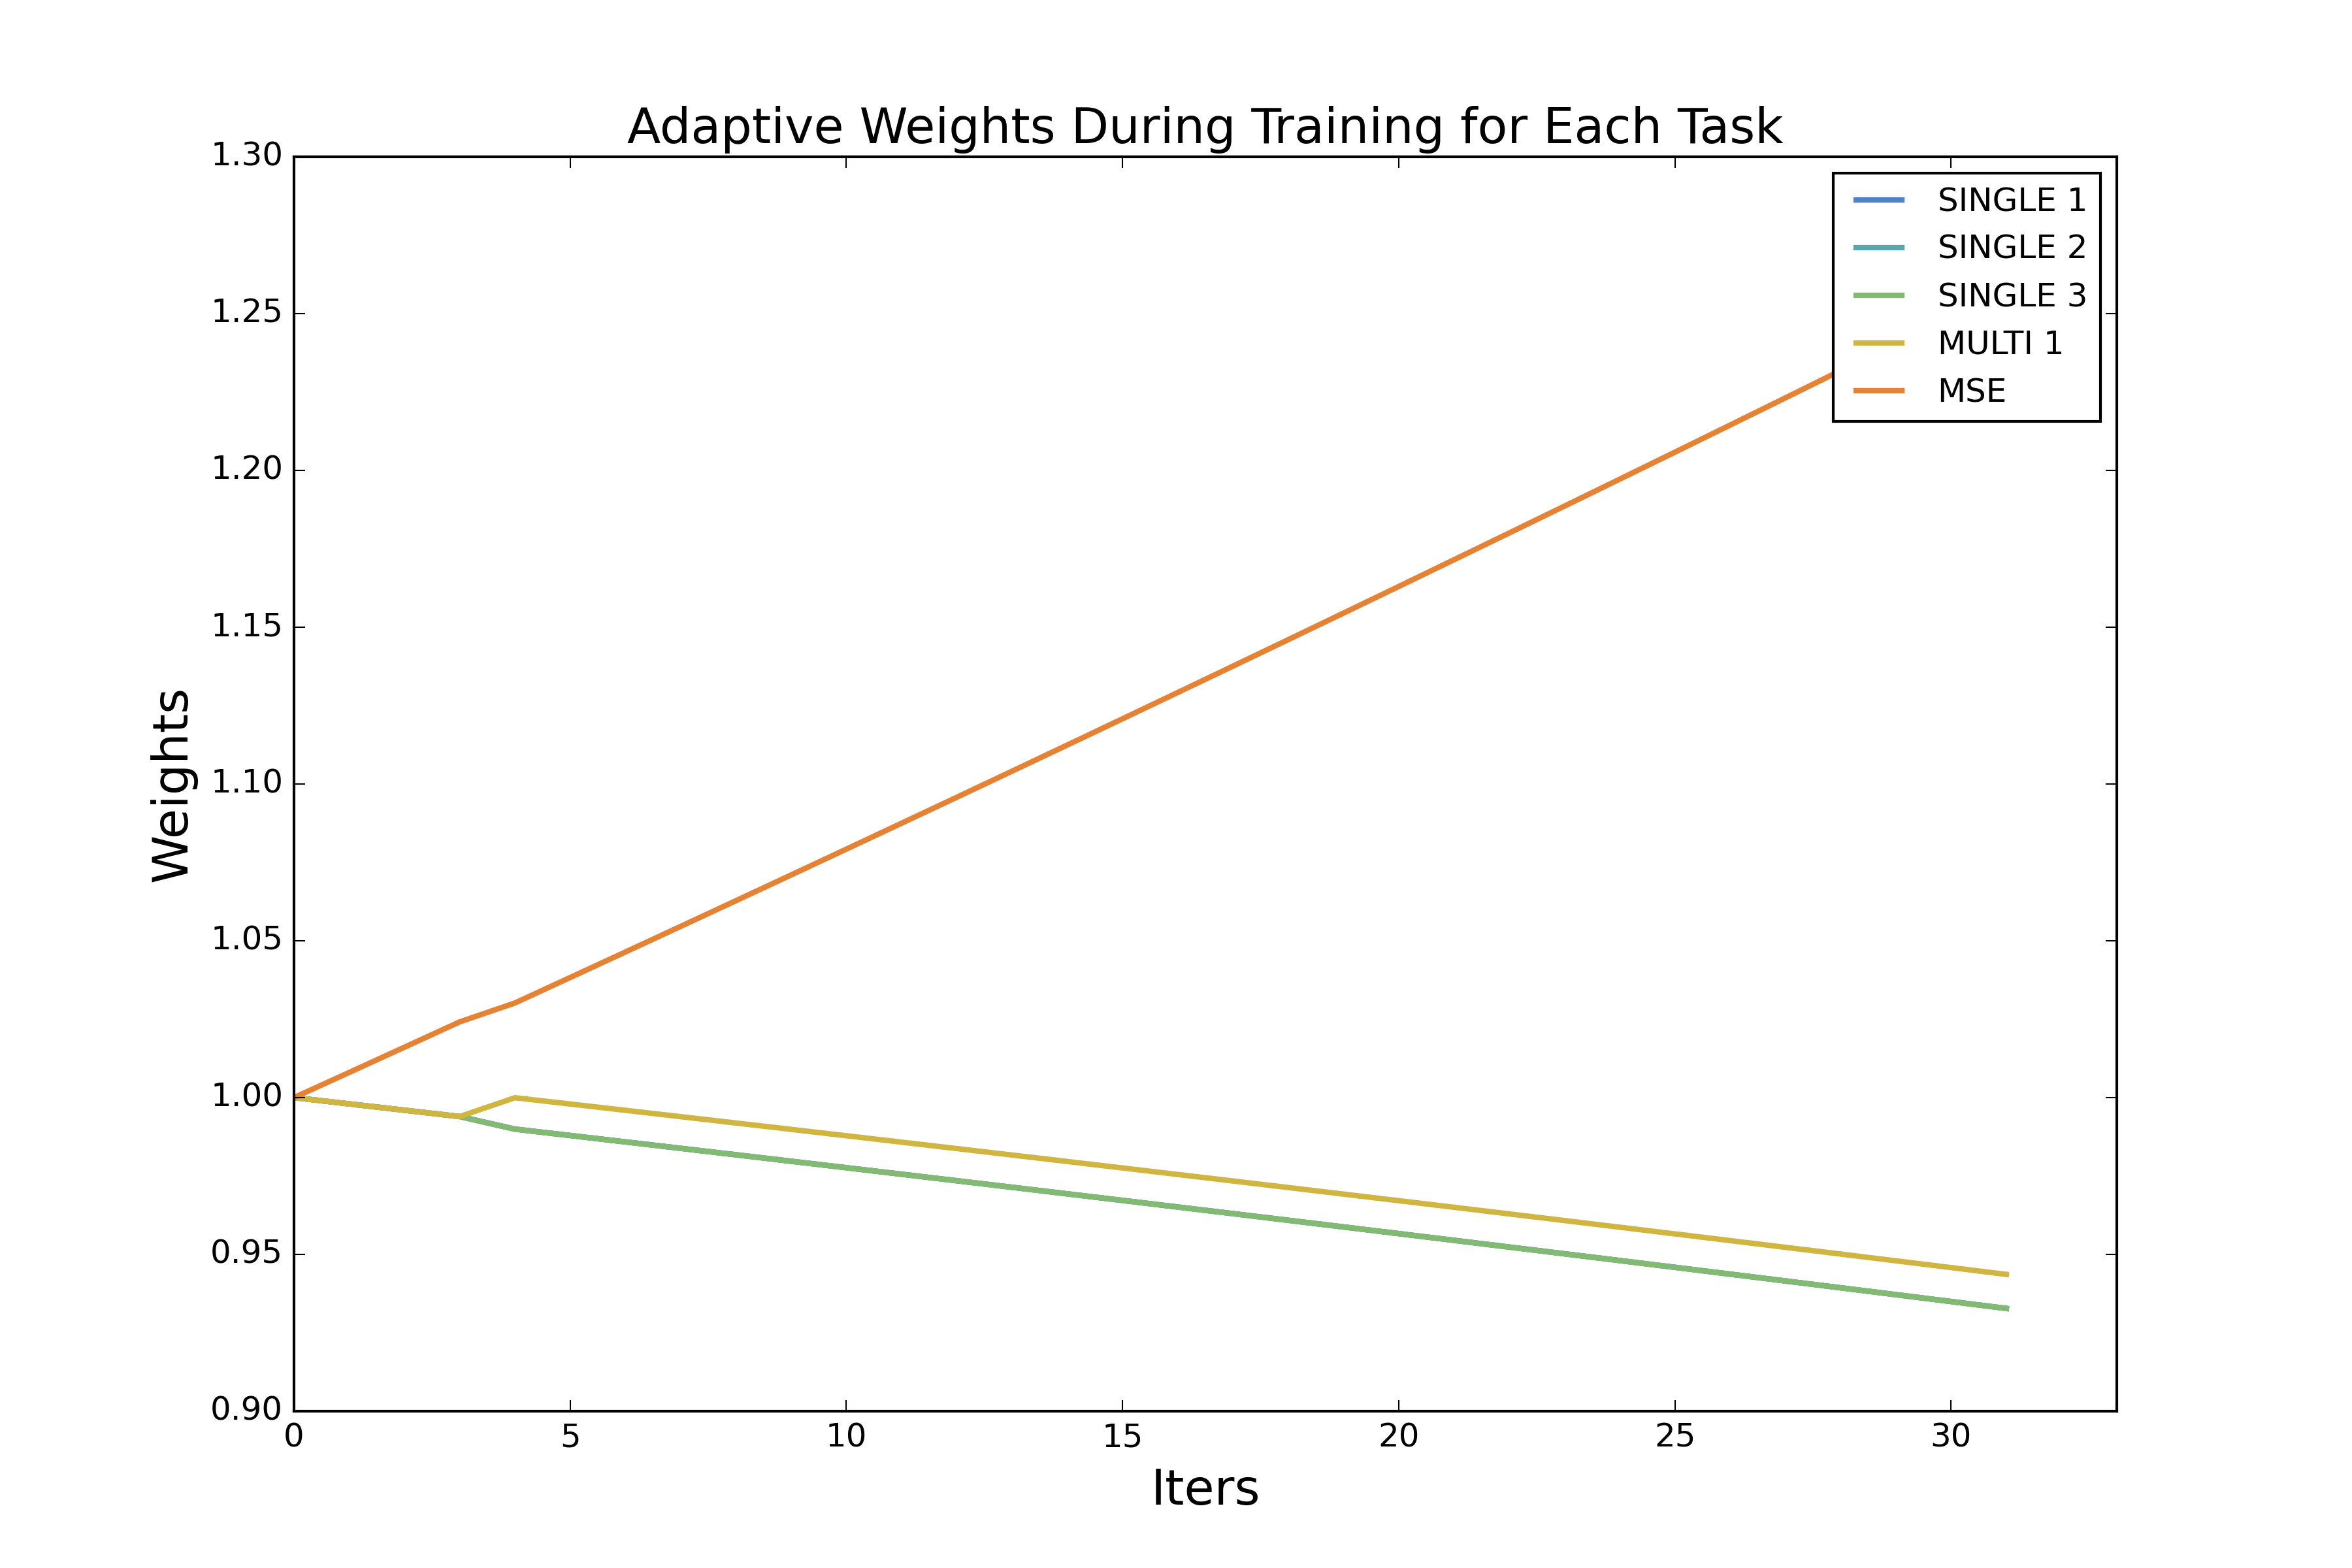 Adaptive Weights During Training for Each Task
1.30
1.25
1.20
1.15
1.10
1.05
1.00
0.95
0.90
Weights
SINGLE 1
SINGLE 2
SINGLE 3
MULTI 1
MSE
0 5 10 15 20 25 30
Iters